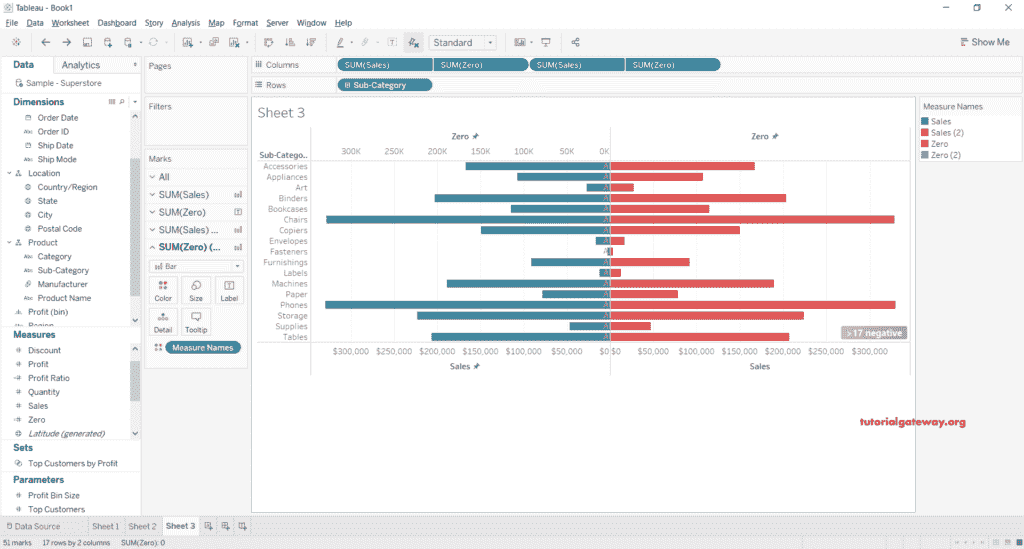 Tableau - Book1
File Data Worksheet Dashboard Story Analysis Map Format Server Window Help
Standard
Show Me
Data Analytics
Sample - Superstore
Dimensions
Order Date
Order ID
Ship Date
Ship Mode
Location
Country/Region
State
City
Postal Code
Product
Category
Sub-Category
Manufacturer
Product Name
Profit (bin)
Region
Measures
Discount
Profit
Profit Ratio
Quantity
Sales
Zero
Latitude (generated)
Sets
Top Customers by Profit
Parameters
Profit Bin Size
Top Customers
Pages
Filters
Marks
All
SUM(Sales)
SUM(Zero)
SUM(Sales) ...
SUM(Zero) (...
Bar
Color Size Label
Detail Tooltip
Measure Names
Columns SUM(Sales) SUM(Zero) SUM(Sales) SUM(Zero)
Rows Sub-Category
Sheet 3
Zero Zero
300K 250K 200K 150K 100K 50K 0K
Sub-Catego..
Accessories
Appliances
Art
Binders
Bookcases
Chairs
Copiers
Envelopes
Fasteners
Furnishings
Labels
Machines
Paper
Phones
Storage
Supplies
Tables
>17 negative
$300,000 $250,000 $200,000 $150,000 $100,000 $50,000 $0 $50,000 $100,000 $150,000 $200,000 $250,000 $300,000
Sales Sales
Measure Names
Sales
Sales (2)
Zero
Zero (2)
tutorialgateway.org
Data Source Sheet 1 Sheet 2 Sheet 3
51 marks 17 rows by 2 columns SUM(Zero): 0